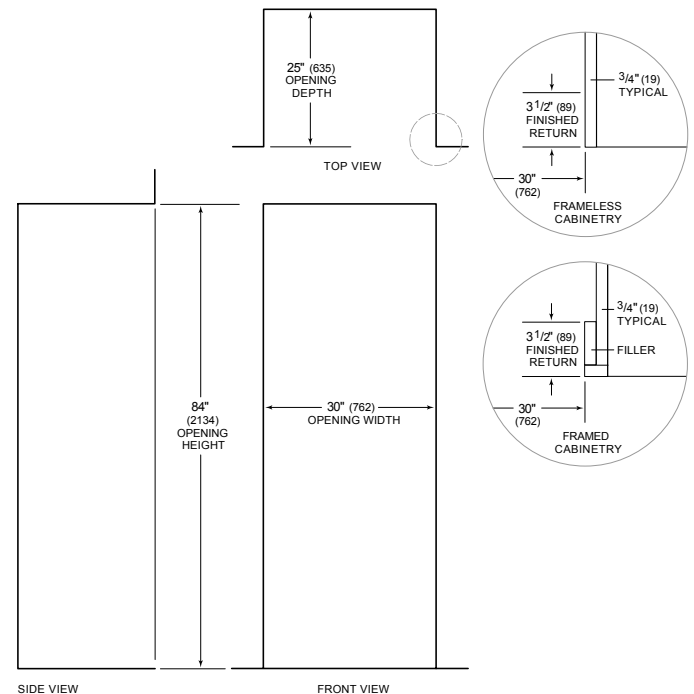 25" (635)
OPENING
DEPTH
TOP VIEW
3/4" (19)
TYPICAL
3 1/2" (89)
FINISHED
RETURN
30"
(762)
FRAMELESS
CABINETRY
3/4" (19)
TYPICAL
3 1/2" (89)
FINISHED
RETURN
FILLER
30"
(762)
FRAMED
CABINETRY
84"
(2134)
OPENING
HEIGHT
30" (762)
OPENING WIDTH
SIDE VIEW
FRONT VIEW